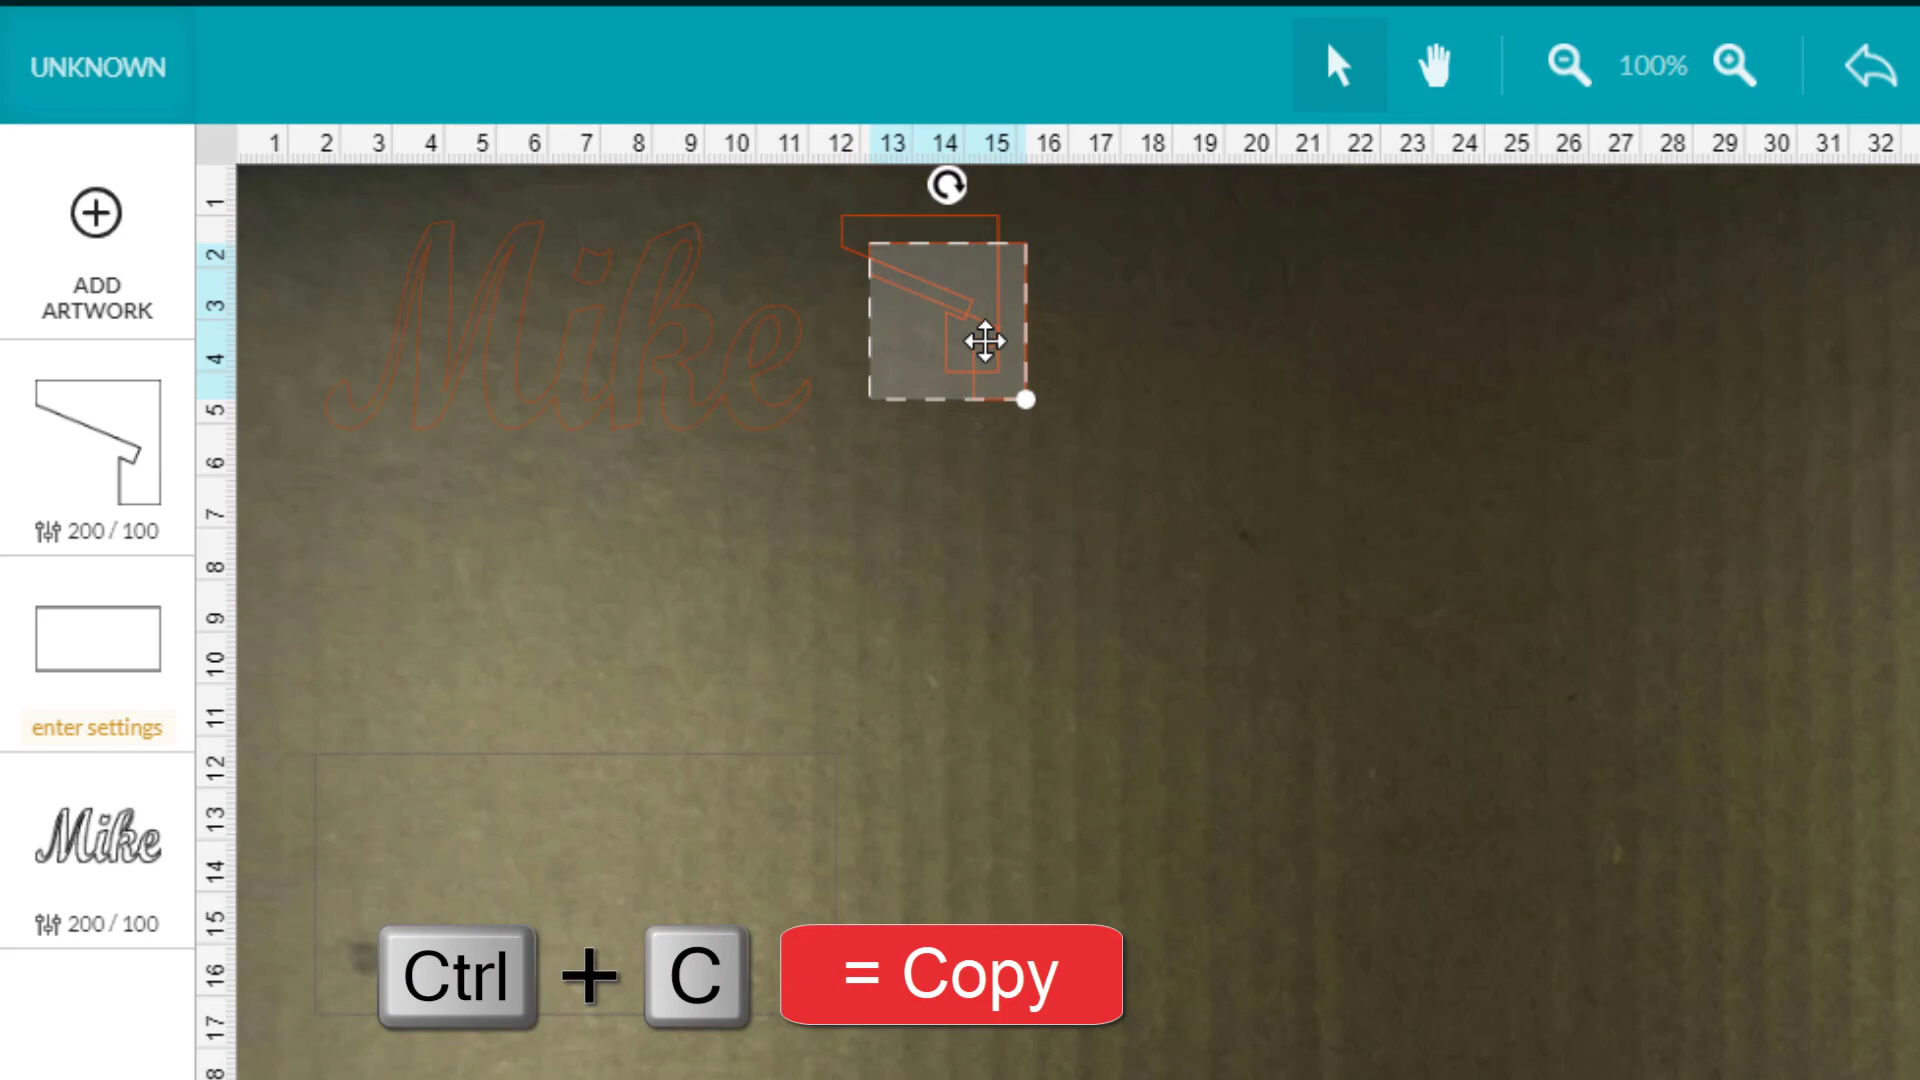 UNKNOWN
100%
1 2 3 4 5 6 7 8 9 10 11 12 13 14 15 16 17 18 19 20 21 22 23 24 25 26 27 28 29 30 31 32
1
2
3
4
5
6
7
8
9
10
11
12
13
14
15
16
17
8
ADD
ARTWORK
200 / 100
enter settings
Mike
200 / 100
Mike
Ctrl + C = Copy